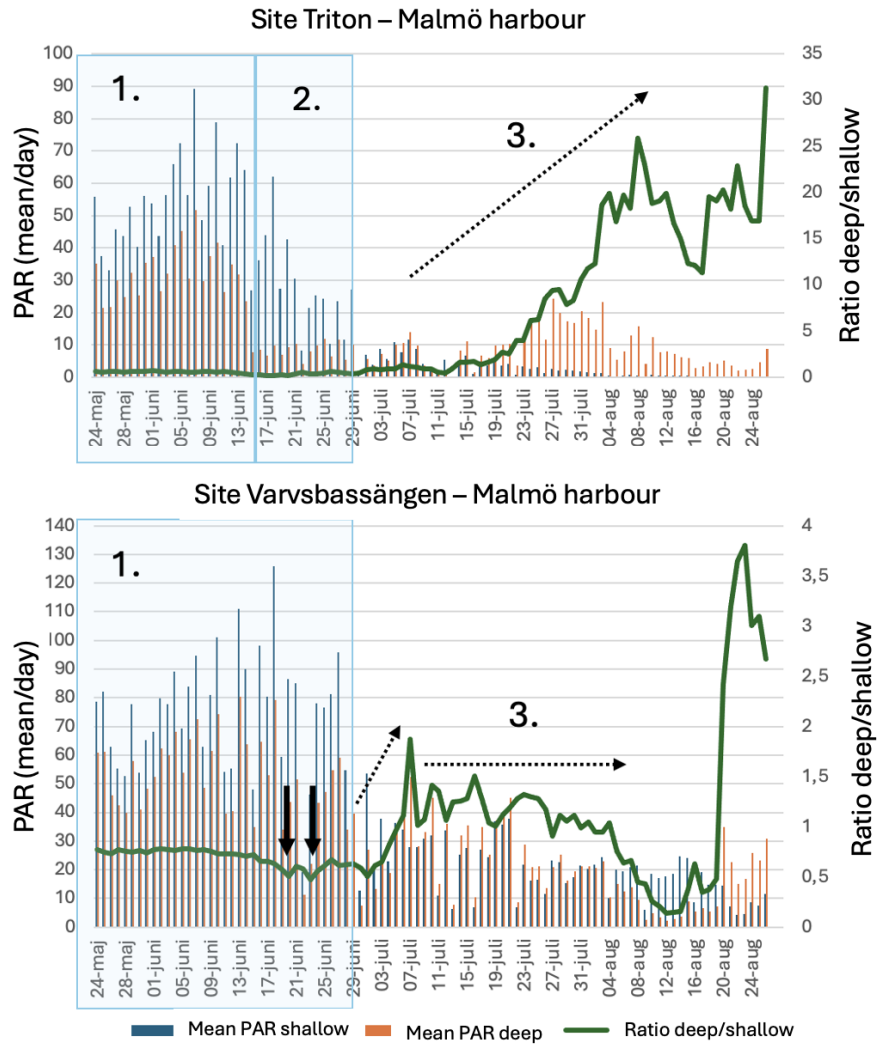 Site Triton – Malmö harbour
100
90
80
70
60
50
40
30
20
10
0
PAR (mean/day)
1.
2.
3.
35
30
25
20
15
10
5
0
Ratio deep/shallow
24-maj
28-maj
01-juni
05-juni
09-juni
13-juni
17-juni
21-juni
25-juni
29-juni
03-juli
07-juli
11-juli
15-juli
19-juli
23-juli
27-juli
31-juli
04-aug
08-aug
12-aug
16-aug
20-aug
24-aug
Site Varvsbassängen – Malmö harbour
140
130
120
110
100
90
80
70
60
50
40
30
20
10
0
PAR (mean/day)
1.
3.
4
3,5
3
2,5
2
1,5
1
0,5
0
Ratio deep/shallow
24-maj
28-maj
01-juni
05-juni
09-juni
13-juni
17-juni
21-juni
25-juni
29-juni
03-juli
07-juli
11-juli
15-juli
19-juli
23-juli
27-juli
31-juli
04-aug
08-aug
12-aug
16-aug
20-aug
24-aug
Mean PAR shallow
Mean PAR deep
Ratio deep/shallow